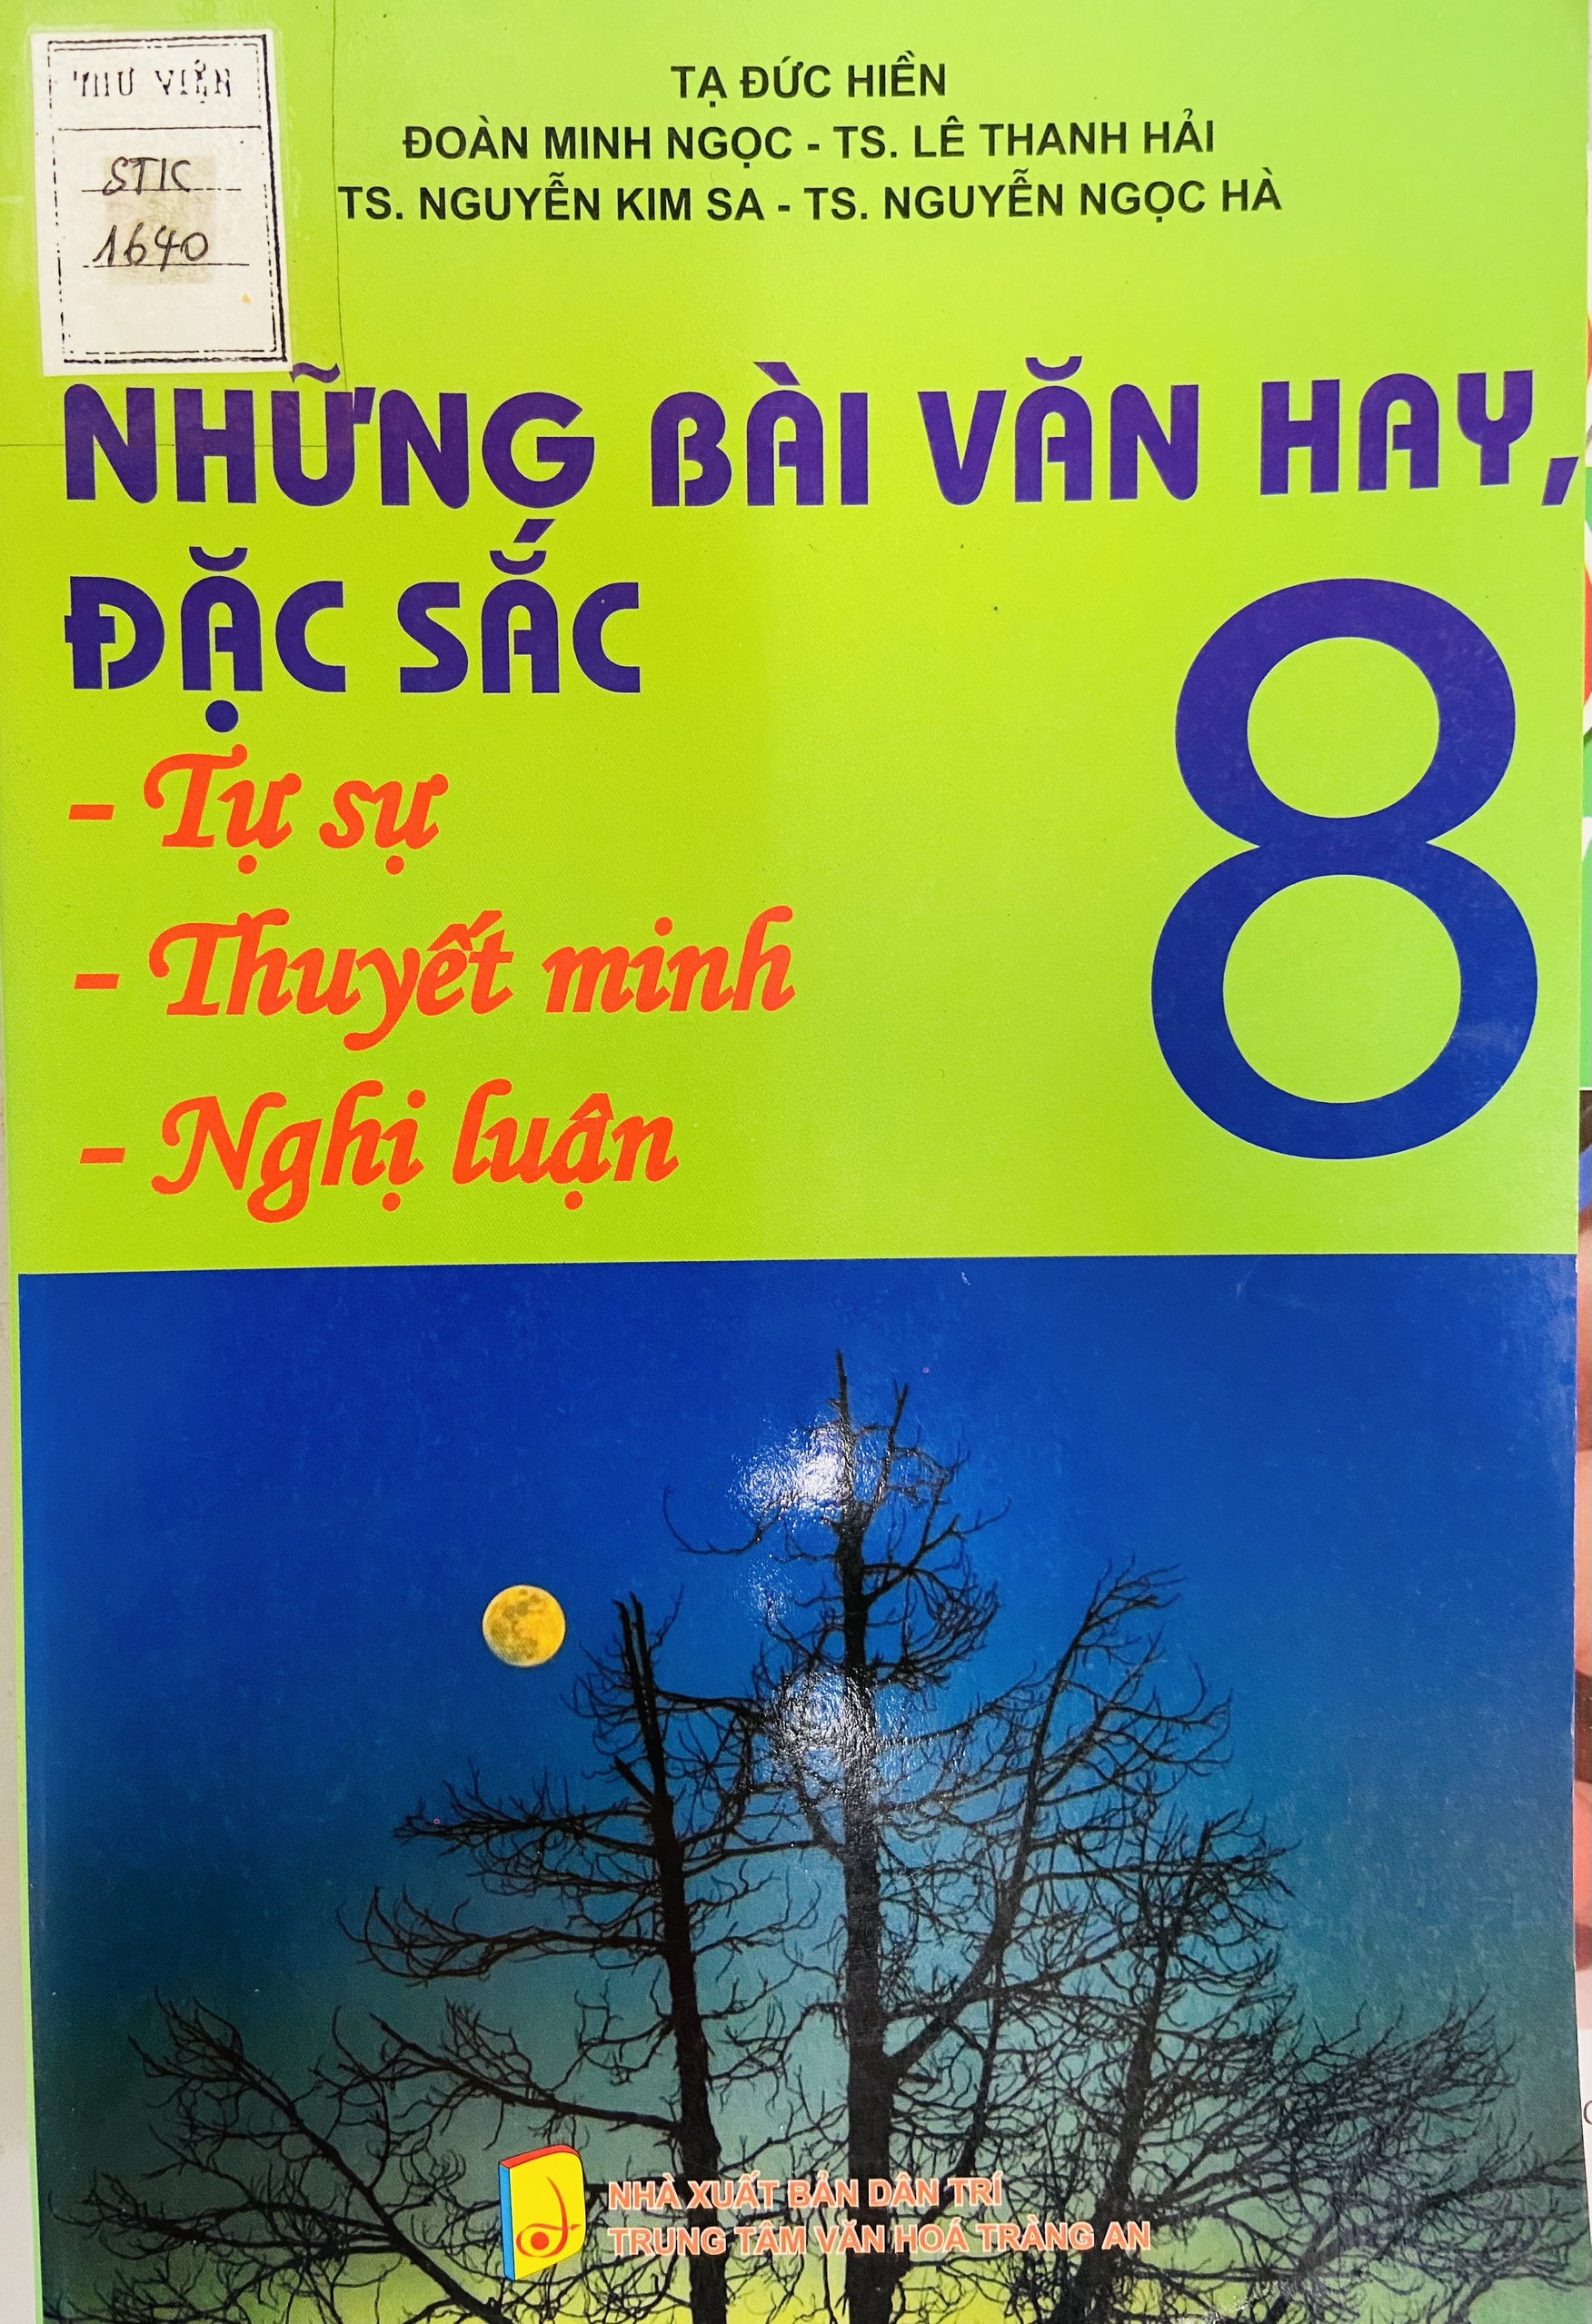 THƯ VIỆN
STK
1640
TẠ ĐỨC HIỀN
ĐOÀN MINH NGỌC - TS. LÊ THANH HẢI
TS. NGUYỄN KIM SA - TS. NGUYỄN NGỌC HÀ
NHỮNG BÀI VĂN HAY,
ĐẶC SẮC
8
- Tự sự
- Thuyết minh
- Nghị luận
NHÀ XUẤT BẢN DÂN TRÍ
TRUNG TÂM VĂN HOÁ TRÀNG AN